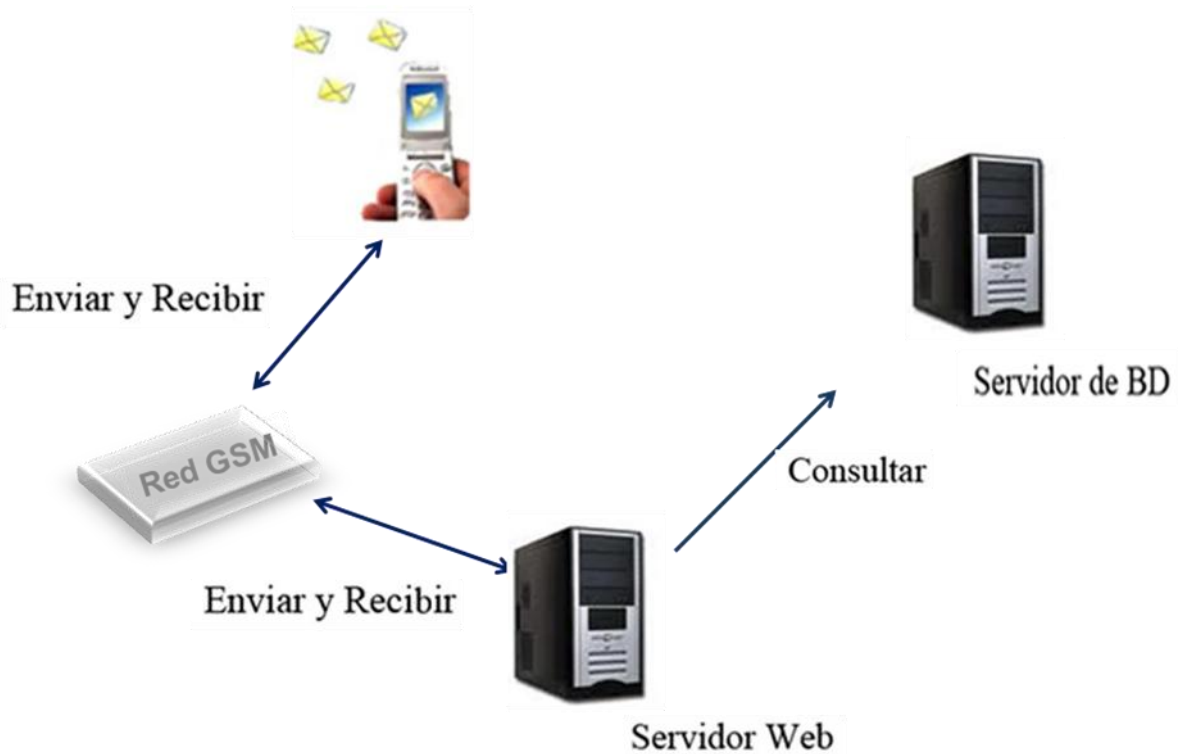 Enviar y Recibir
Servidor de BD
Red GSM
Consultar
Enviar y Recibir
Servidor Web